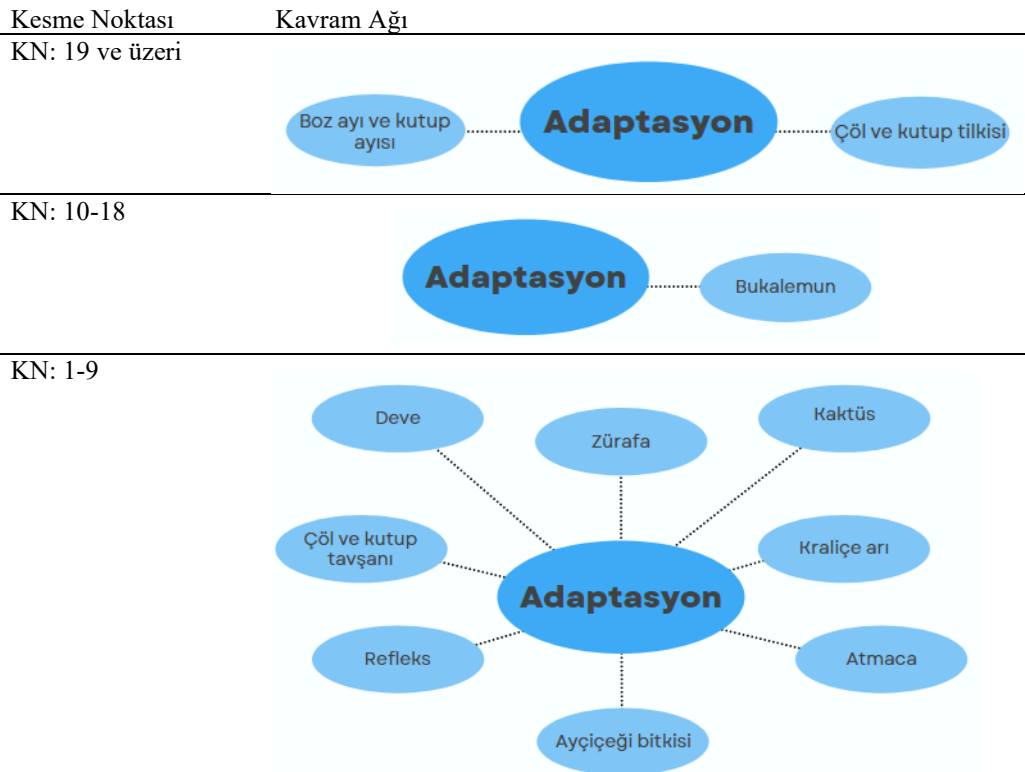 Kesme Noktası Kavram Ağı
KN: 19 ve üzeri
Boz ayı ve kutup
ayısı
Adaptasyon
Çöl ve kutup tilkisi
KN: 10-18
Adaptasyon
Bukalemun
KN: 1-9
Deve
Zürafa
Kaktüs
Çöl ve kutup
tavşanı
Kraliçe arı
Adaptasyon
Refleks
Atmaca
Ayçiçeği bitkisi